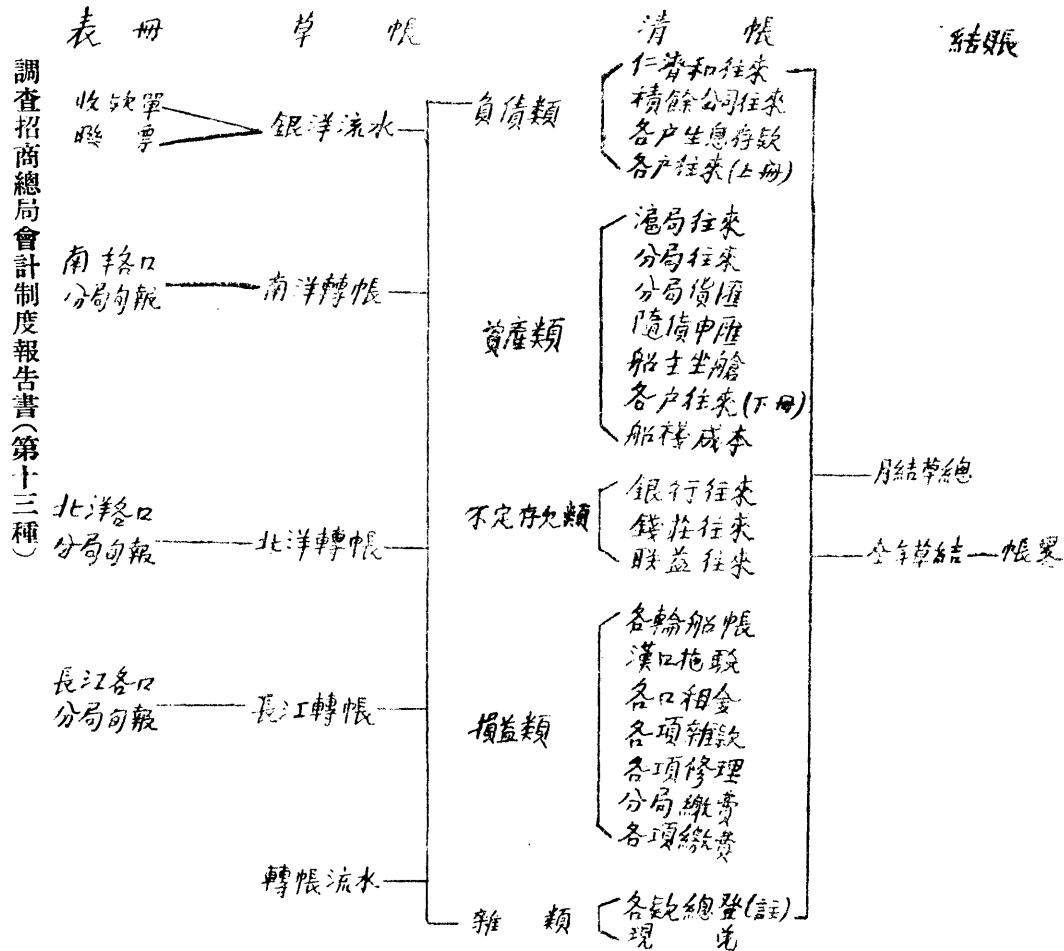 調查招商總局會計制度報告書(第十三種)
表冊 草帳 清帳 結賬
收欵單
聯票
銀洋流水
南洋各口
分局旬報
南洋轉帳
北洋各口
分局旬報
北洋轉帳
長江各口
分局旬報
長江轉帳
轉帳流水
負債類
仁濟和往來
積餘公司往來
各户生息存款
各户往來(上冊)
資產類
滬局往來
分局往來
分局貨匯
隨貨申匯
船主坐艙
各户往來(下冊)
船棧成本
不定存欠類
銀行往來
錢莊往來
聯益往來
損益類
各輪船帳
漢口拖駁
各口租金
各項雜款
各項修理
分局繳費
各項繳費
雜類
各欵總登(註)
現
月結草總
全年草結
帳畧